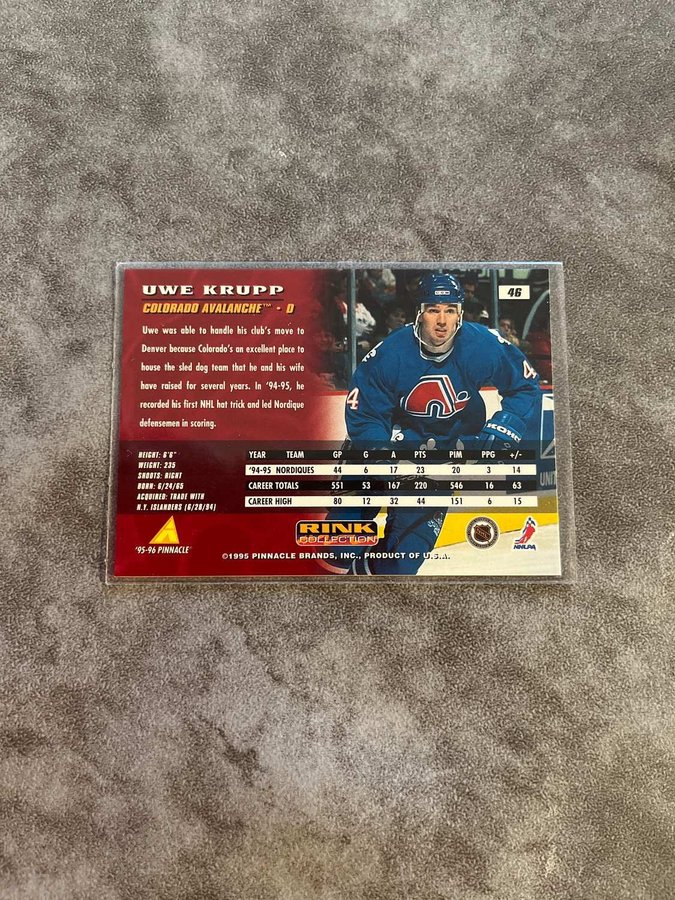 UWE KRUPP
46
COLORADO AVALANCHE™ - D
Uwe was able to handle his club's move to
Denver because Colorado's an excellent place to
house the sled dog team that he and his wife
have raised for several years. In '94-95, he
recorded his first NHL hat trick and led Nordique
defensemen in scoring.
4
4
HEIGHT: 6'6"
WEIGHT: 235
SHOOTS: RIGHT
BORN: 6/24/65
ACQUIRED: TRADE WITH
N.Y. ISLANDERS (6/28/94)
YEAR TEAM GP G A PTS PIM PPG +/-
'94-95 NORDIQUES 44 6 17 23 20 3 14
CAREER TOTALS 551 53 167 220 546 16 63
CAREER HIGH 80 12 32 44 151 6 15
'95-96 PINNACLE
RINK
COLLECTION
NHLPA
©1995 PINNACLE BRANDS, INC., PRODUCT OF U.S.A.